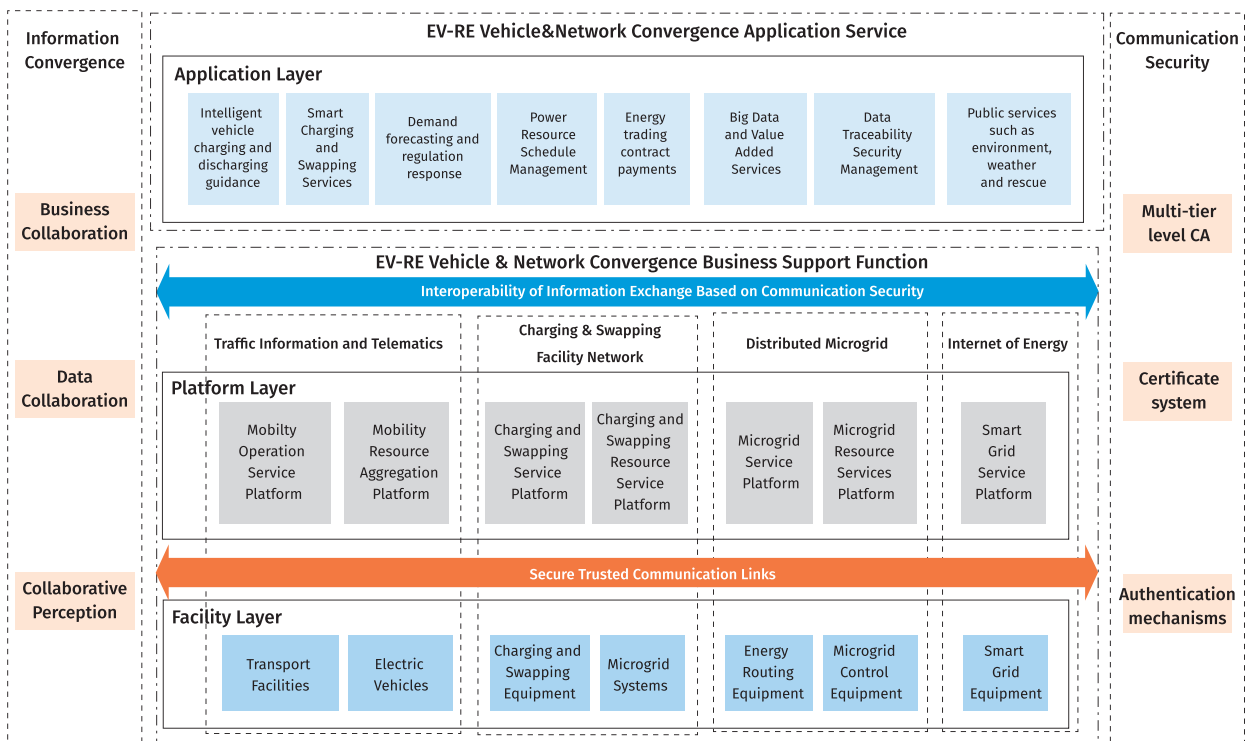 Information
Convergence
Business
Collaboration
Data
Collaboration
Collaborative
Perception
EV-RE Vehicle&Network Convergence Application Service
Application Layer
Intelligent
vehicle
charging and
discharging
guidance
Smart
Charging
and
Swapping
Services
Demand
forecasting and
regulation
response
Power
Resource
Schedule
Management
Energy
trading
contract
payments
Big Data
and Value
Added
Services
Data
Traceability
Security
Management
Public services
such as
environment,
weather
and rescue
EV-RE Vehicle & Network Convergence Business Support Function
Interoperability of Information Exchange Based on Communication Security
Traffic Information and Telematics
Charging & Swapping
Facility Network
Distributed Microgrid
Internet of Energy
Platform Layer
Mobilty
Operation
Service
Platform
Mobility
Resource
Aggregation
Platform
Charging and
Swapping
Service
Platform
Charging and
Swapping
Resource
Service
Platform
Microgrid
Service
Platform
Microgrid
Resource
Services
Platform
Smart
Grid
Service
Platform
Secure Trusted Communication Links
Facility Layer
Transport
Facilities
Electric
Vehicles
Charging and
Swapping
Equipment
Microgrid
Systems
Energy
Routing
Equipment
Microgrid
Control
Equipment
Smart
Grid
Equipment
Communication
Security
Multi-tier
level CA
Certificate
system
Authentication
mechanisms